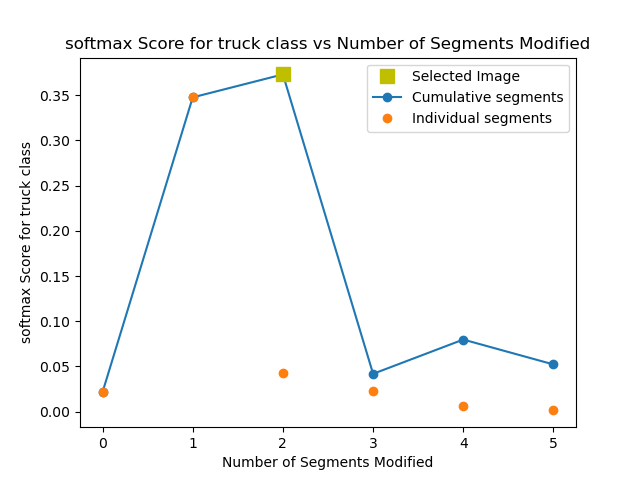 softmax Score for truck class vs Number of Segments Modified
Selected Image
Cumulative segments
Individual segments
softmax Score for truck class
0.35
0.30
0.25
0.20
0.15
0.10
0.05
0.00
0 1 2 3 4 5
Number of Segments Modified